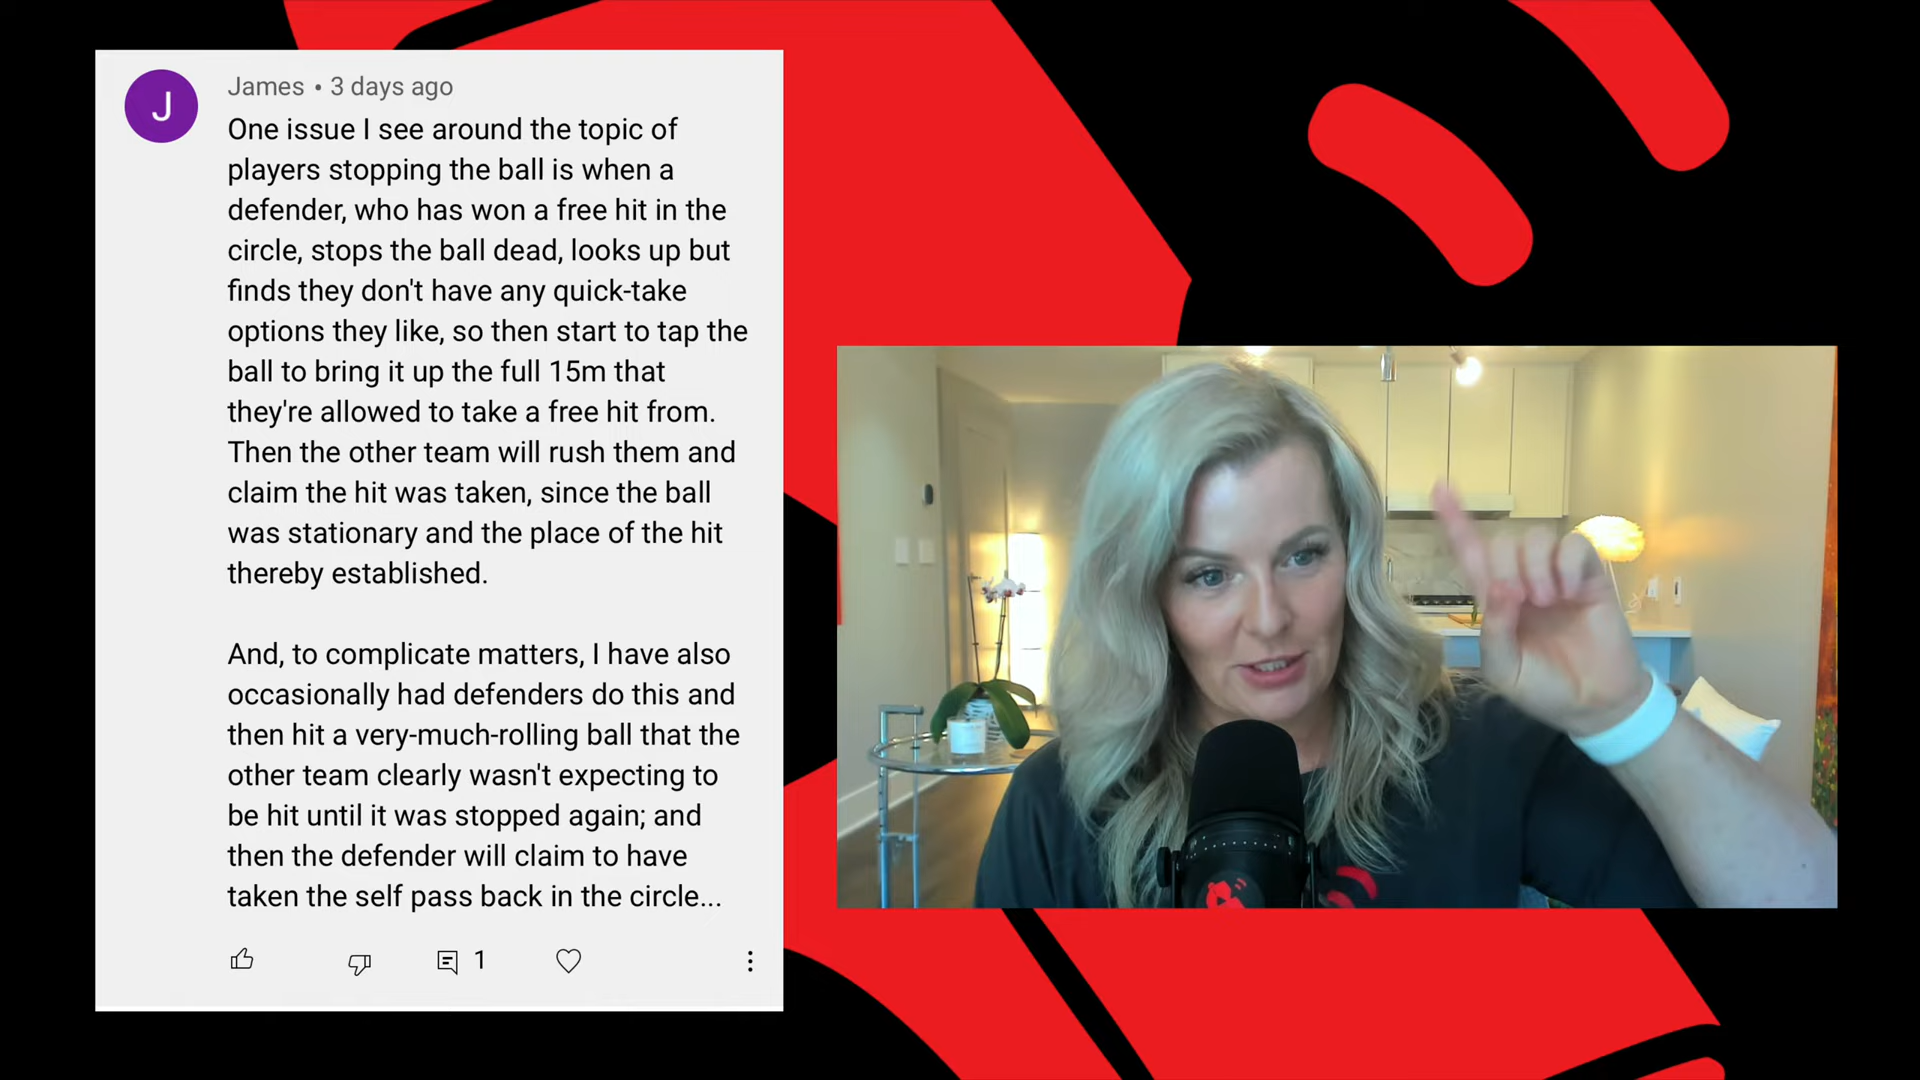 J
James • 3 days ago
One issue I see around the topic of
players stopping the ball is when a
defender, who has won a free hit in the
circle, stops the ball dead, looks up but
finds they don't have any quick-take
options they like, so then start to tap the
ball to bring it up the full 15m that
they're allowed to take a free hit from.
Then the other team will rush them and
claim the hit was taken, since the ball
was stationary and the place of the hit
thereby established.
And, to complicate matters, I have also
occasionally had defenders do this and
then hit a very-much-rolling ball that the
other team clearly wasn't expecting to
be hit until it was stopped again; and
then the defender will claim to have
taken the self pass back in the circle...
1